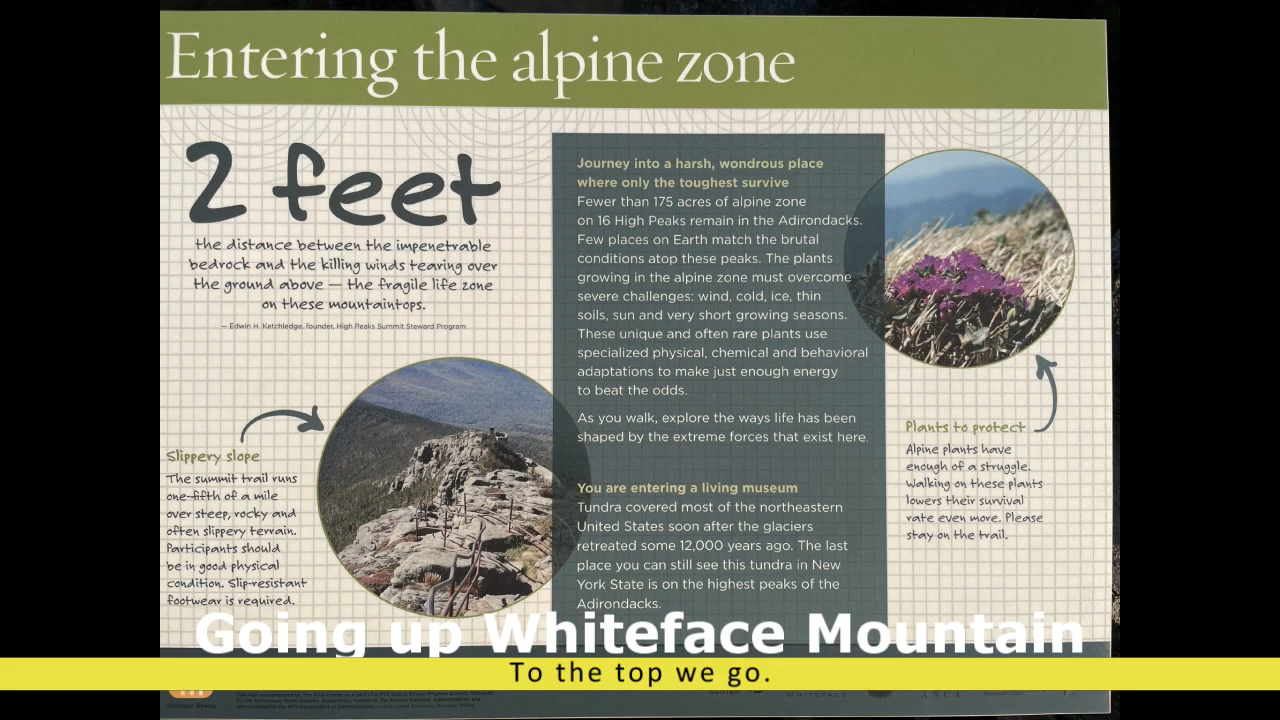 Entering the alpine zone
2 feet
the distance between the impenetrable
bedrock and the killing winds tearing over
the ground above — the fragile life zone
on these mountaintops.
— Edwin H. Ketchledge, founder, High Peaks Summit Steward Program
Slippery slope
The summit trail runs
one-fifth of a mile
over steep, rocky and
often slippery terrain.
Participants should
be in good physical
condition. Slip-resistant
footwear is required.
Journey into a harsh, wondrous place
where only the toughest survive
Fewer than 175 acres of alpine zone
on 16 High Peaks remain in the Adirondacks.
Few places on Earth match the brutal
conditions atop these peaks. The plants
growing in the alpine zone must overcome
severe challenges: wind, cold, ice, thin
soils, sun and very short growing seasons.
These unique and often rare plants use
specialized physical, chemical and behavioral
adaptations to make just enough energy
to beat the odds.
As you walk, explore the ways life has been
shaped by the extreme forces that exist here.
You are entering a living museum
Tundra covered most of the northeastern
United States soon after the glaciers
retreated some 12,000 years ago. The last
place you can still see this tundra in New
York State is on the highest peaks of the
Adirondacks.
Plants to protect
Alpine plants have
enough of a struggle.
Walking on these plants
lowers their survival
rate even more. Please
stay on the trail.
Going up Whiteface Mountain
To the top we go.
Olympic Byway
WHITEFACE
ANCA